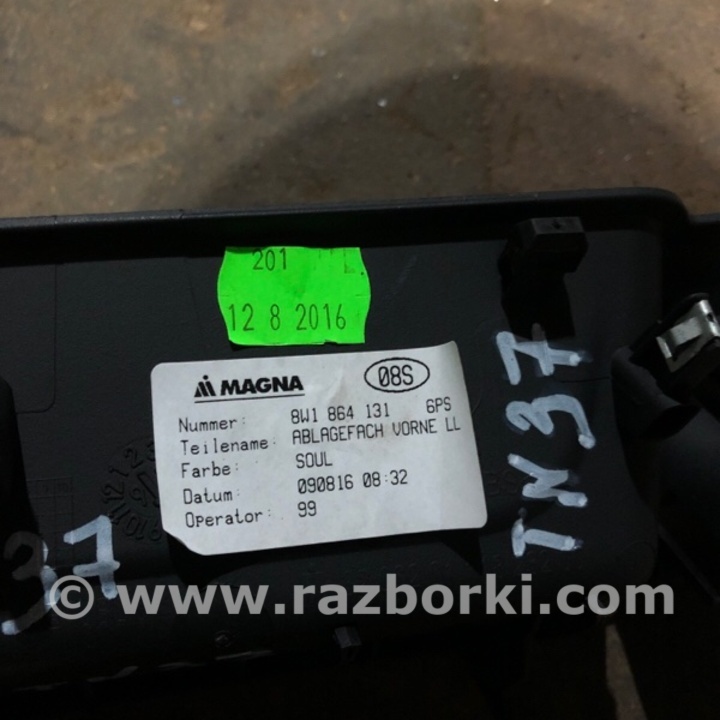 201
12 8 2016
MAGNA 08S
Nummer: 8W1 864 131 6PS
Teilename: ABLAGEFACH VORNE LL
Farbe: SOUL
Datum: 090816 08:32
Operator: 99
TN37
37
© www.razborki.com